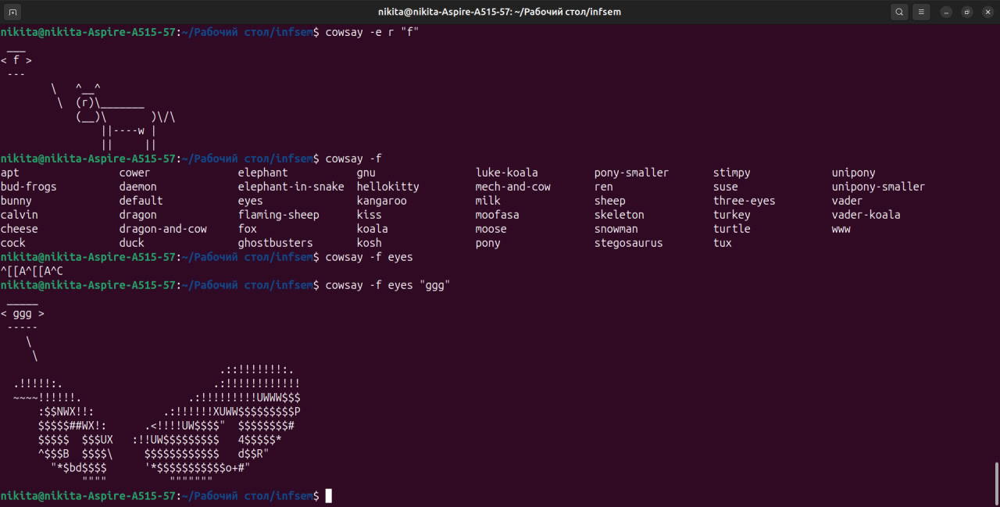 nikita@nikita-Aspire-A515-57: ~/Рабочий стол/infsem
nikita@nikita-Aspire-A515-57:~/Рабочий стол/infsem$ cowsay -e r "f"
 ___
< f >
 ---
        \   ^__^
         \  (r)\_______
            (__)\       )\/\
                ||----w |
                ||     ||
nikita@nikita-Aspire-A515-57:~/Рабочий стол/infsem$ cowsay -f
apt                cower              elephant           gnu                luke-koala         pony-smaller       stimpy             unipony
bud-frogs          daemon             elephant-in-snake  hellokitty         mech-and-cow       ren                suse               unipony-smaller
bunny              default            eyes               kangaroo           milk               sheep              three-eyes         vader
calvin             dragon             flaming-sheep      kiss               moofasa            skeleton           turkey             vader-koala
cheese             dragon-and-cow     fox                koala              moose              snowman            turtle             www
cock               duck               ghostbusters       kosh               pony               stegosaurus        tux
nikita@nikita-Aspire-A515-57:~/Рабочий стол/infsem$ cowsay -f eyes
^[[A^[[A^C
nikita@nikita-Aspire-A515-57:~/Рабочий стол/infsem$ cowsay -f eyes "ggg"
 _____
< ggg >
 -----
    \
     \
                                   .::!!!!!!!:.
  .!!!!!:.                        .:!!!!!!!!!!!!
  ~~~~!!!!!!.                 .:!!!!!!!!!UWWW$$$
      :$$NWX!!:           .:!!!!!!XUWW$$$$$$$$$P
      $$$$$##WX!:      .<!!!!UW$$$$"  $$$$$$$$#
      $$$$$  $$$UX   :!!UW$$$$$$$$$   4$$$$$*
      ^$$$B  $$$$\     $$$$$$$$$$$$   d$$R"
        "*$bd$$$$      '*$$$$$$$$$$$o+#"
             """"          """""""
nikita@nikita-Aspire-A515-57:~/Рабочий стол/infsem$